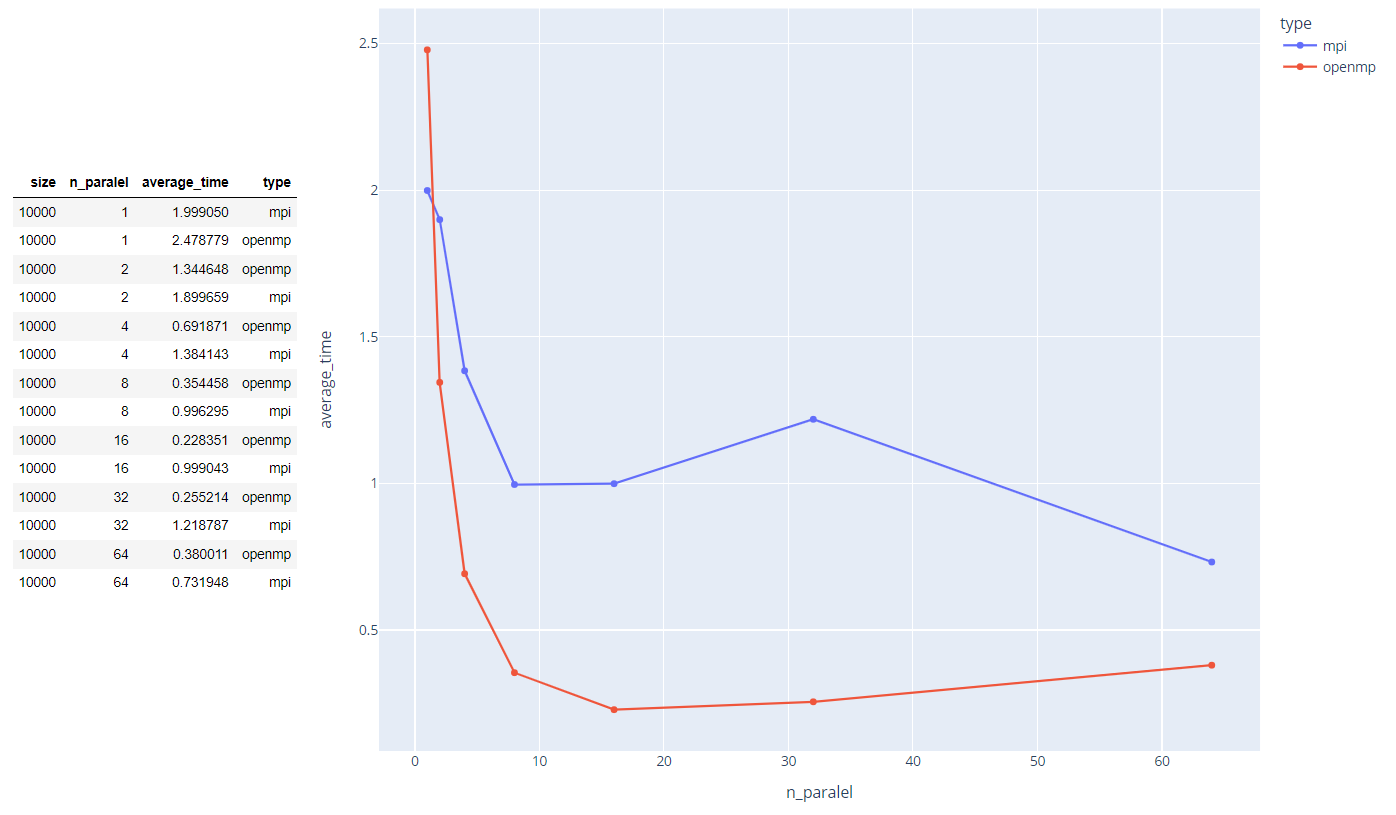 size n_paralel average_time type
10000 1 1.999050 mpi
10000 1 2.478779 openmp
10000 2 1.344648 openmp
10000 2 1.899659 mpi
10000 4 0.691871 openmp
10000 4 1.384143 mpi
10000 8 0.354458 openmp
10000 8 0.996295 mpi
10000 16 0.228351 openmp
10000 16 0.999043 mpi
10000 32 0.255214 openmp
10000 32 1.218787 mpi
10000 64 0.380011 openmp
10000 64 0.731948 mpi
average_time
2.5
2
1.5
1
0.5
0 10 20 30 40 50 60
n_paralel
type
mpi
openmp